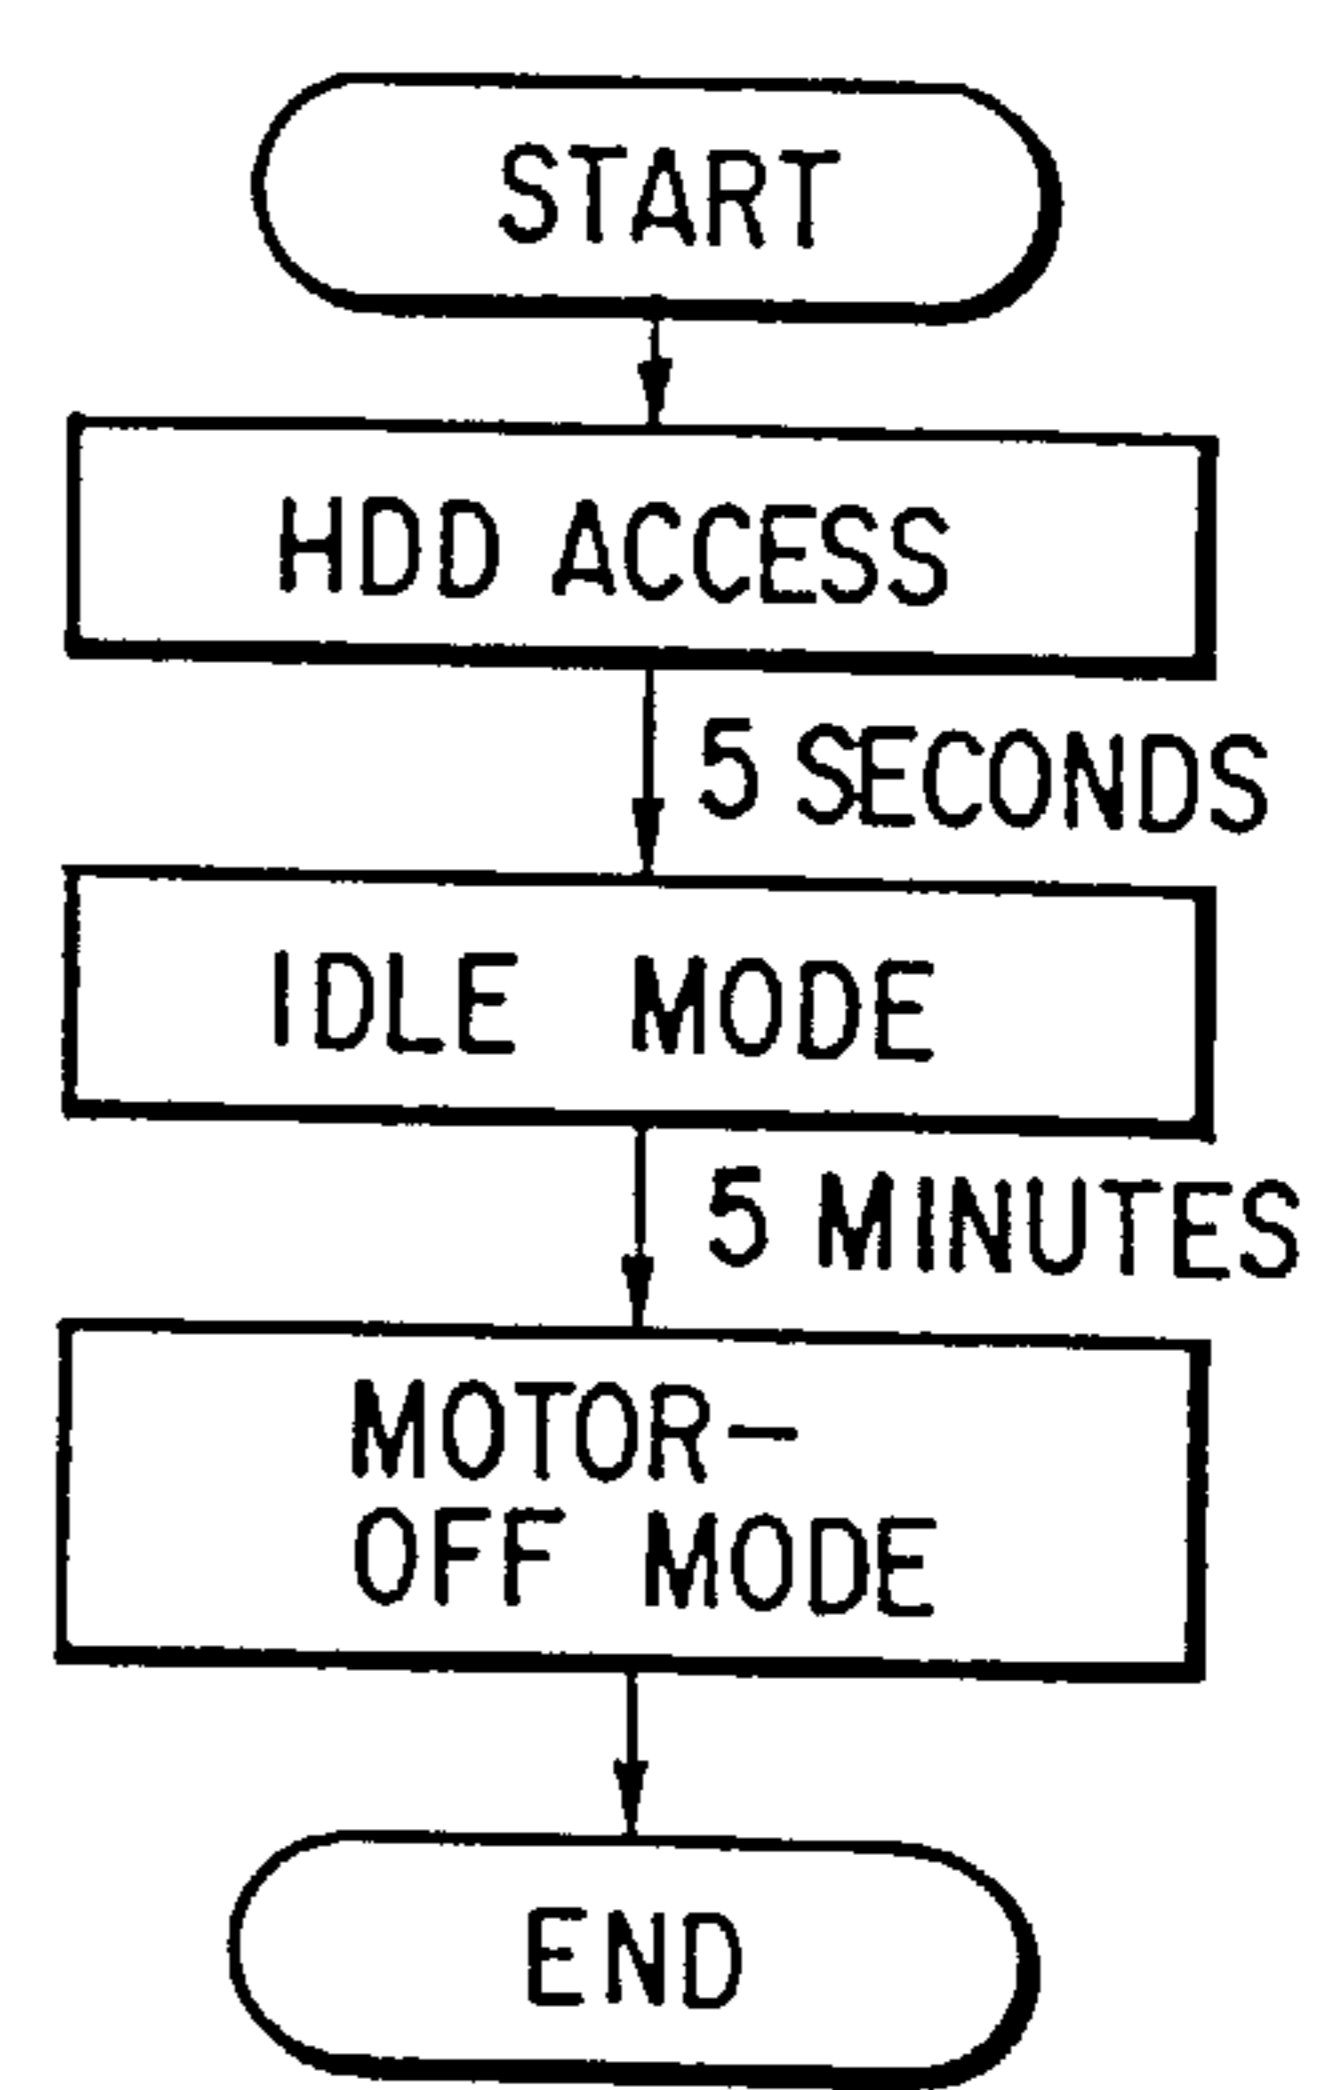 START
HDD ACCESS
5 SECONDS
IDLE MODE
5 MINUTES
MOTOR-
OFF MODE
END